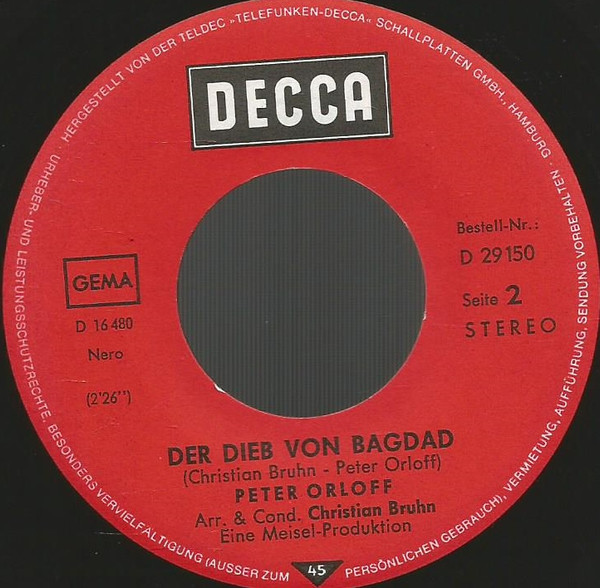 DECCA
HERGESTELLT VON DER TELDEC »TELEFUNKEN-DECCA« SCHALLPLATTEN GMBH., HAMBURG ·
URHEBER- UND LEISTUNGSSCHUTZRECHTE, BESONDERS VERVIELFÄLTIGUNG (AUSSER ZUM PERSÖNLICHEN GEBRAUCH), VERMIETUNG, AUFFÜHRUNG, SENDUNG VORBEHALTEN ·
GEMA
D 16 480
Nero
(2'26")
Bestell-Nr.:
D 29 150
Seite 2
STEREO
DER DIEB VON BAGDAD
(Christian Bruhn - Peter Orloff)
PETER ORLOFF
Arr. & Cond. Christian Bruhn
Eine Meisel-Produktion
45